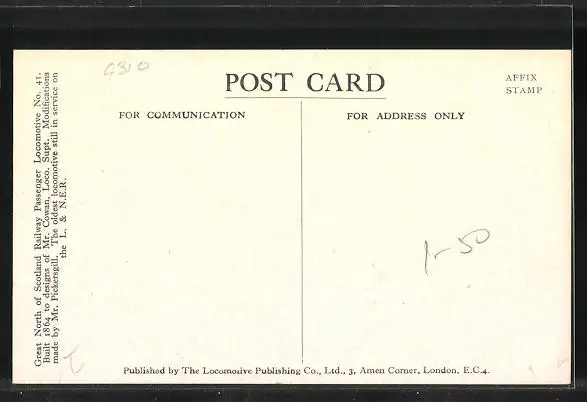 G310
POST CARD
AFFIX
STAMP
FOR COMMUNICATION
FOR ADDRESS ONLY
Great North of Scotland Railway Passenger Locomotive No. 41.
Built 1864 to designs of Mr. Cowan, Loco. Supt. Modifications
made by Mr. Pickersgill. The oldest locomotive still in service on
the L. & N.E.R.
1-50
Published by The Locomotive Publishing Co., Ltd., 3, Amen Corner, London, E.C.4.